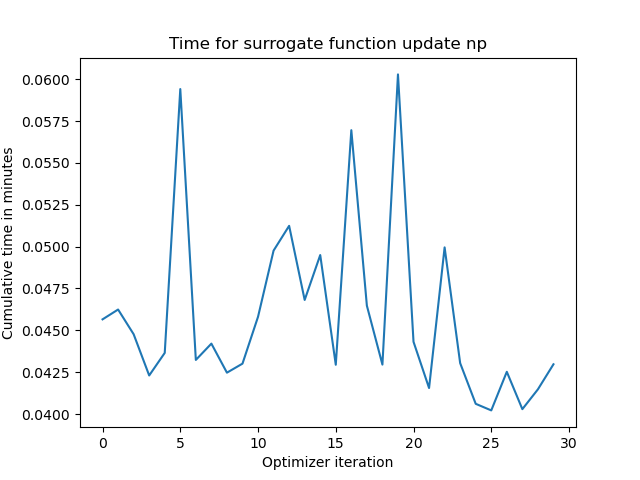 Time for surrogate function update np
Cumulative time in minutes
0.0600
0.0575
0.0550
0.0525
0.0500
0.0475
0.0450
0.0425
0.0400
0 5 10 15 20 25 30
Optimizer iteration